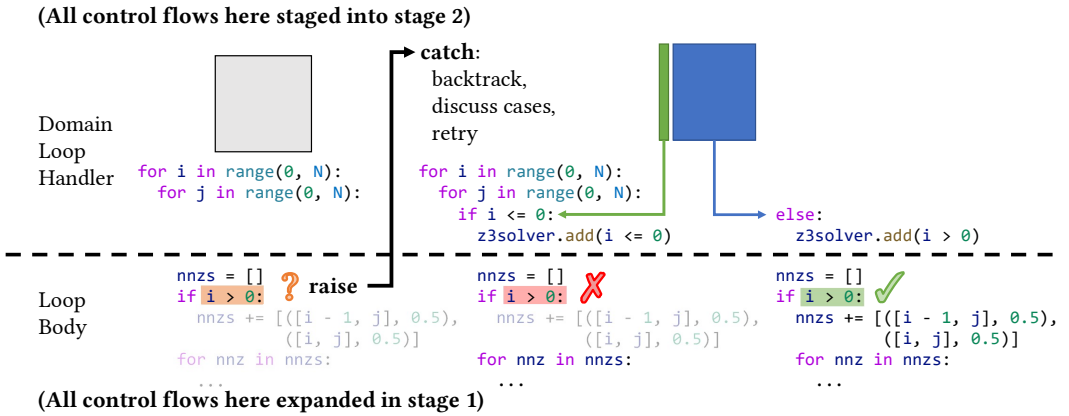 (All control flows here staged into stage 2)
Domain
Loop
Handler
for i in range(0, N):
for j in range(0, N):
catch:
backtrack,
discuss cases,
retry
for i in range(0, N):
for j in range(0, N):
if i <= 0:
z3solver.add(i <= 0)
else:
z3solver.add(i > 0)
Loop
Body
nnzs = []
if i > 0:
? raise
nnzs += [([i - 1, j], 0.5),
([i, j], 0.5)]
for nnz in nnzs:
...
nnzs = []
if i > 0: ✗
nnzs += [([i - 1, j], 0.5),
([i, j], 0.5)]
for nnz in nnzs:
...
nnzs = []
if i > 0: ✓
nnzs += [([i - 1, j], 0.5),
([i, j], 0.5)]
for nnz in nnzs:
...
(All control flows here expanded in stage 1)